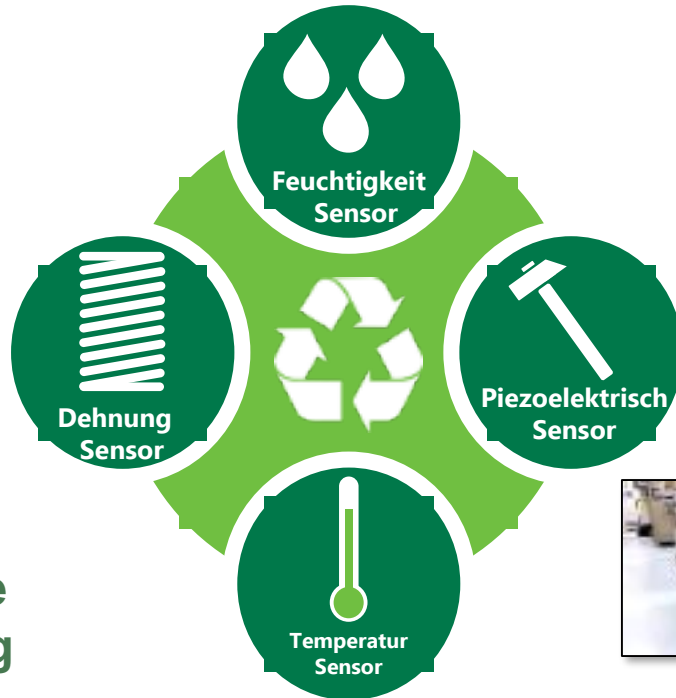 Feuchtigkeit
Sensor
Dehnung
Sensor
Piezoelektrisch
Sensor
Temperatur
Sensor
e
g